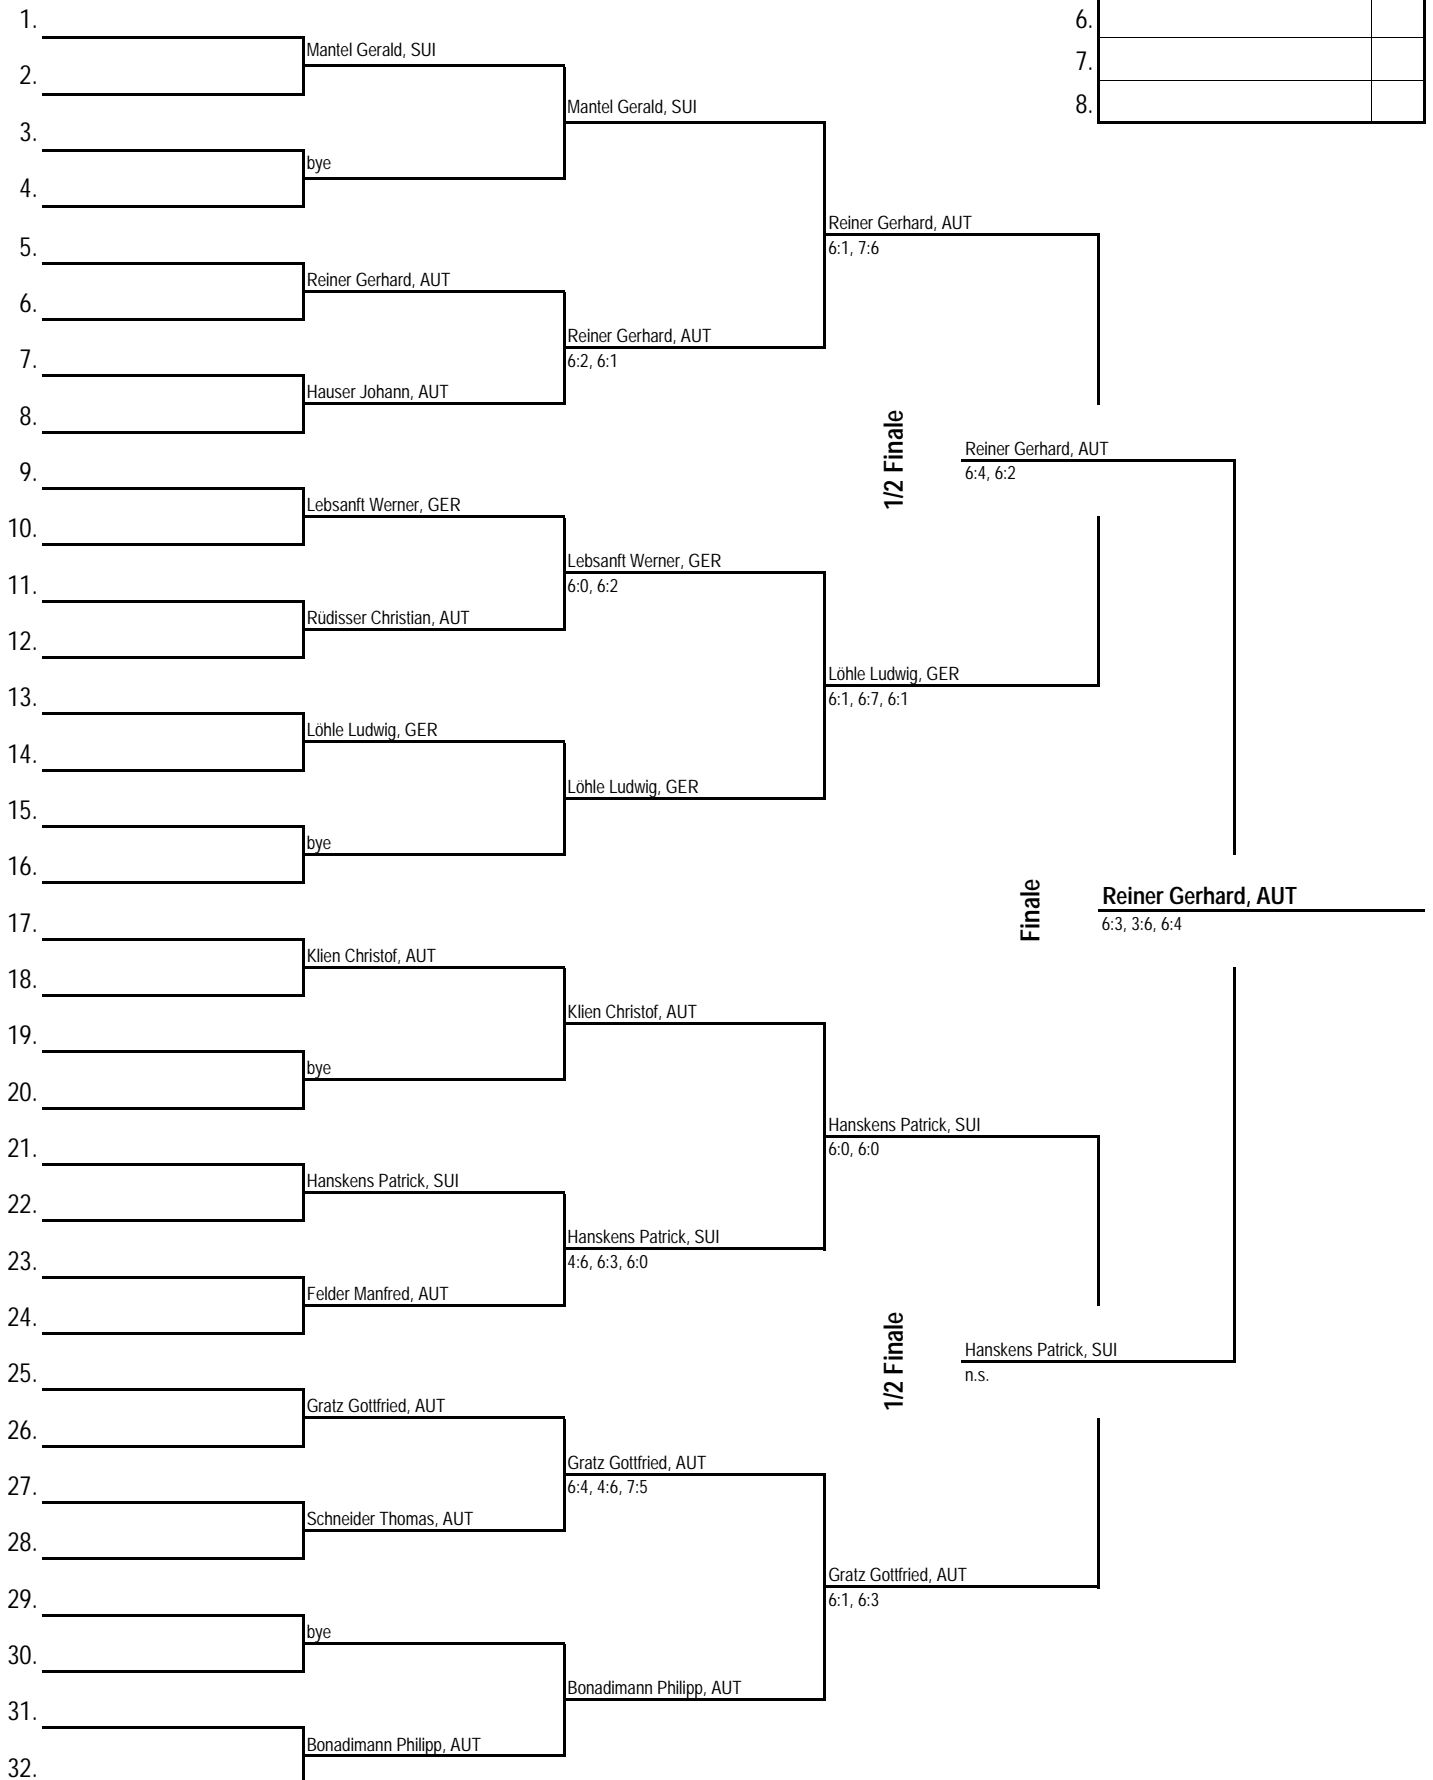 1.
6.
Mantel Gerald, SUI
7.
2.
Mantel Gerald, SUI
8.
3.
bye
4.
Reiner Gerhard, AUT
5.
6:1, 7:6
Reiner Gerhard, AUT
6.
Reiner Gerhard, AUT
7.
6:2, 6:1
Hauser Johann, AUT
8.
1/2 Finale
Reiner Gerhard, AUT
9.
6:4, 6:2
Lebsanft Werner, GER
10.
Lebsanft Werner, GER
11.
6:0, 6:2
Rüdisser Christian, AUT
12.
Löhle Ludwig, GER
13.
6:1, 6:7, 6:1
Löhle Ludwig, GER
14.
Löhle Ludwig, GER
15.
bye
16.
Finale
Reiner Gerhard, AUT
17.
6:3, 3:6, 6:4
Klien Christof, AUT
18.
Klien Christof, AUT
19.
bye
20.
Hanskens Patrick, SUI
21.
6:0, 6:0
Hanskens Patrick, SUI
22.
Hanskens Patrick, SUI
23.
4:6, 6:3, 6:0
Felder Manfred, AUT
24.
1/2 Finale
Hanskens Patrick, SUI
25.
n.s.
Gratz Gottfried, AUT
26.
Gratz Gottfried, AUT
27.
6:4, 4:6, 7:5
Schneider Thomas, AUT
28.
Gratz Gottfried, AUT
29.
6:1, 6:3
bye
30.
Bonadimann Philipp, AUT
31.
Bonadimann Philipp, AUT
32.